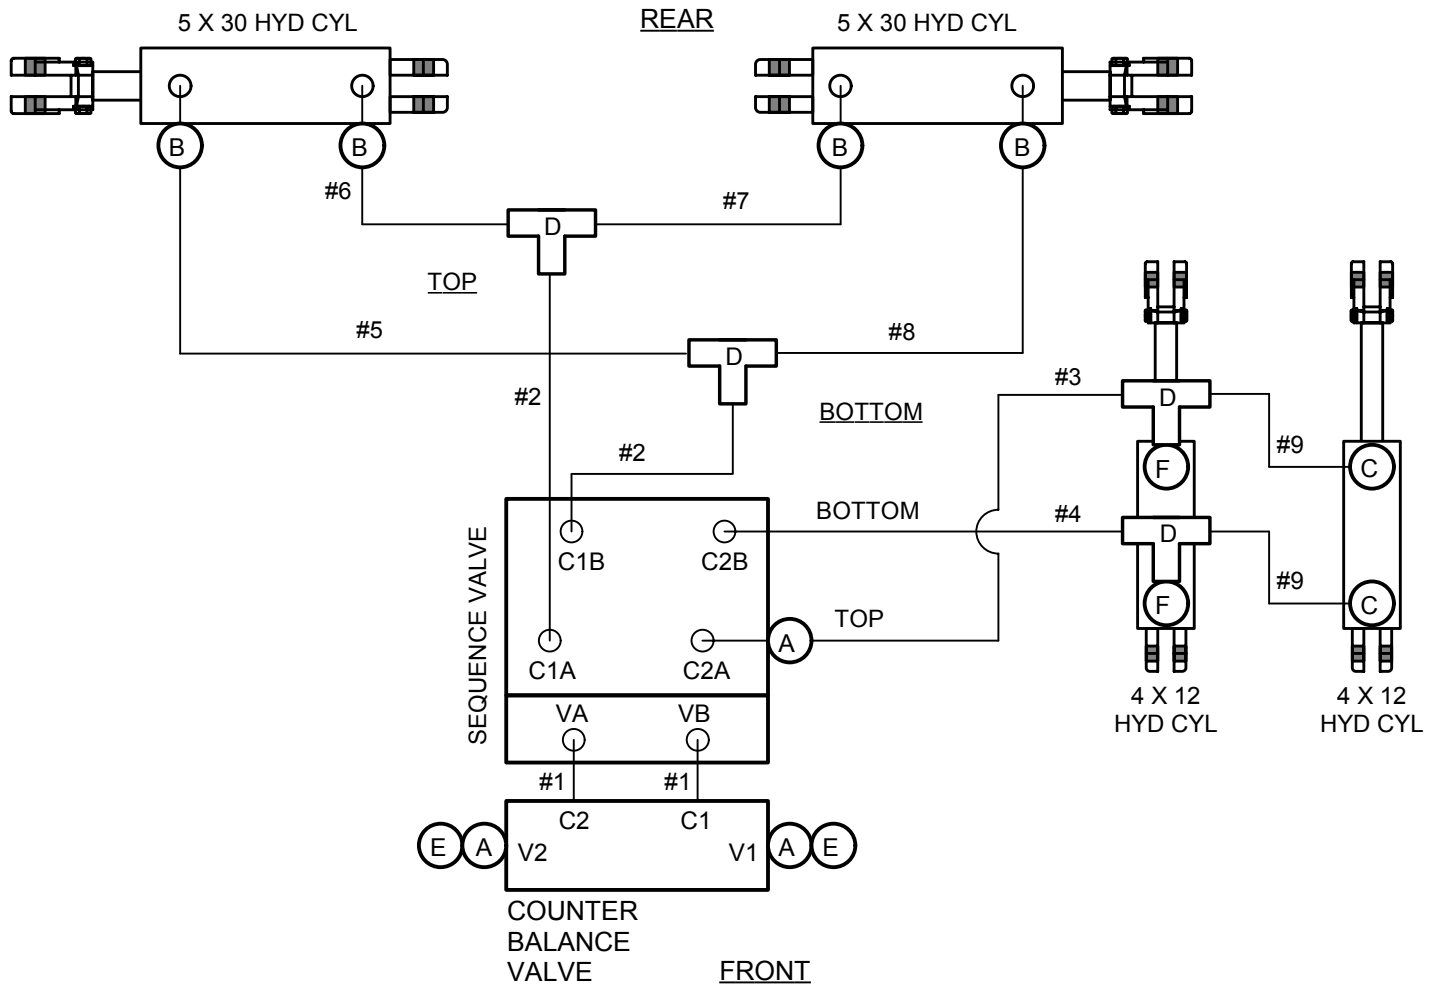 REAR
5 X 30 HYD CYL
5 X 30 HYD CYL
B
B
B
B
#6
#7
D
TOP
#5
#8
D
#2
#3
BOTTOM
D
#2
#9
F
C
SEQUENCE VALVE
BOTTOM
#4
D
C1B
C2B
#9
F
C
TOP
A
C1A
C2A
4 X 12
HYD CYL
4 X 12
HYD CYL
VA
VB
#1
#1
C2
C1
E
A
V2
V1
A
E
COUNTER
BALANCE
VALVE
FRONT